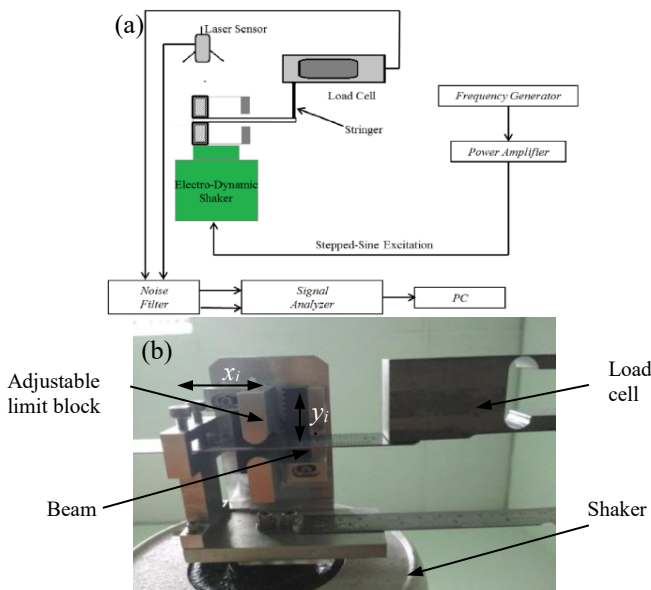 (a)
Laser Sensor
Load Cell
Stringer
Frequency Generator
Power Amplifier
Electro-Dynamic
Shaker
Stepped-Sine Excitation
Noise
Filter
Signal
Analyzer
PC
(b)
Adjustable
limit block
xi
yi
Load
cell
Beam
Shaker